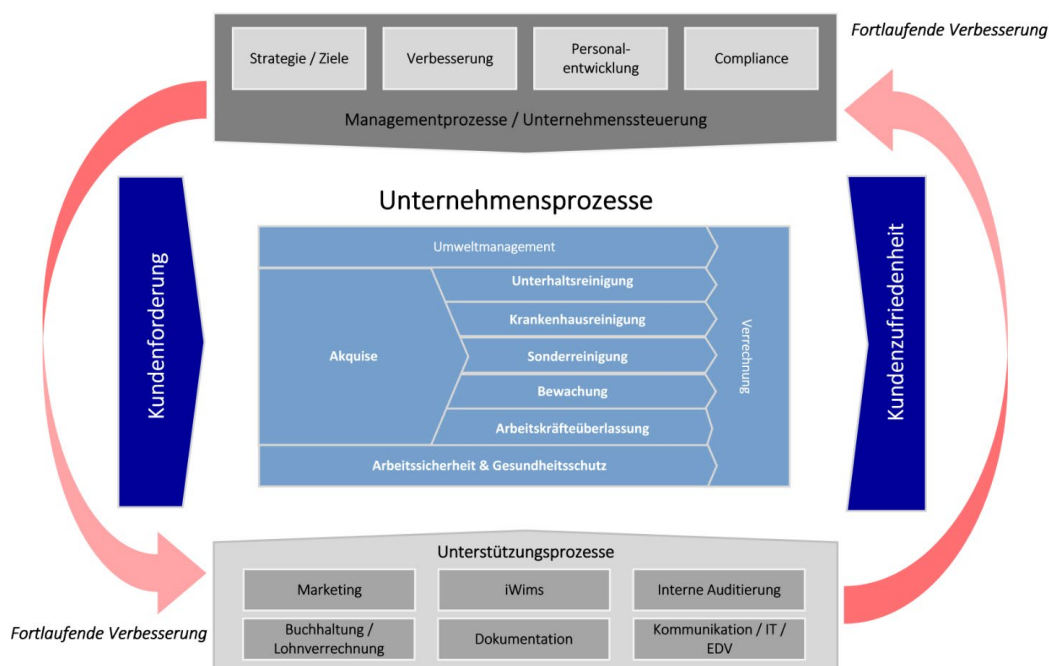 Fortlaufende Verbesserung
Strategie / Ziele
Verbesserung
Personal-
entwicklung
Compliance
Managementprozesse / Unternehmenssteuerung
Kundenforderung
Unternehmensprozesse
Umweltmanagement
Akquise
Unterhaltsreinigung
Krankenhausreinigung
Sonderreinigung
Bewachung
Arbeitskräfteüberlassung
Arbeitssicherheit & Gesundheitsschutz
Verrechnung
Kundenzufriedenheit
Unterstützungsprozesse
Marketing
iWims
Interne Auditierung
Buchhaltung /
Lohnverrechnung
Dokumentation
Kommunikation / IT /
EDV
Fortlaufende Verbesserung